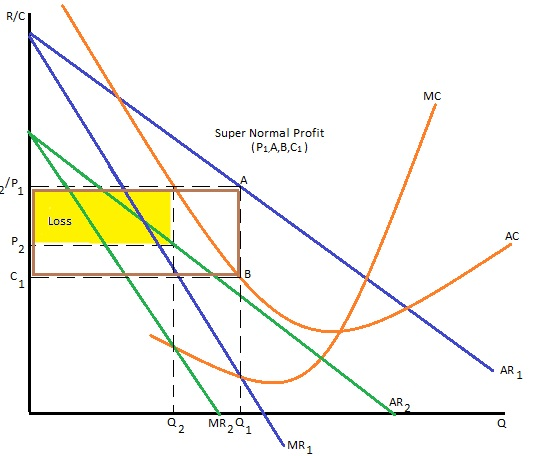 R/C
MC
Super Normal Profit
(P₁,A,B,C₁)
2/P₁
A
Loss
P₂
AC
C₁
B
AR₁
AR₂
Q₂
MR₂
Q₁
Q
MR₁